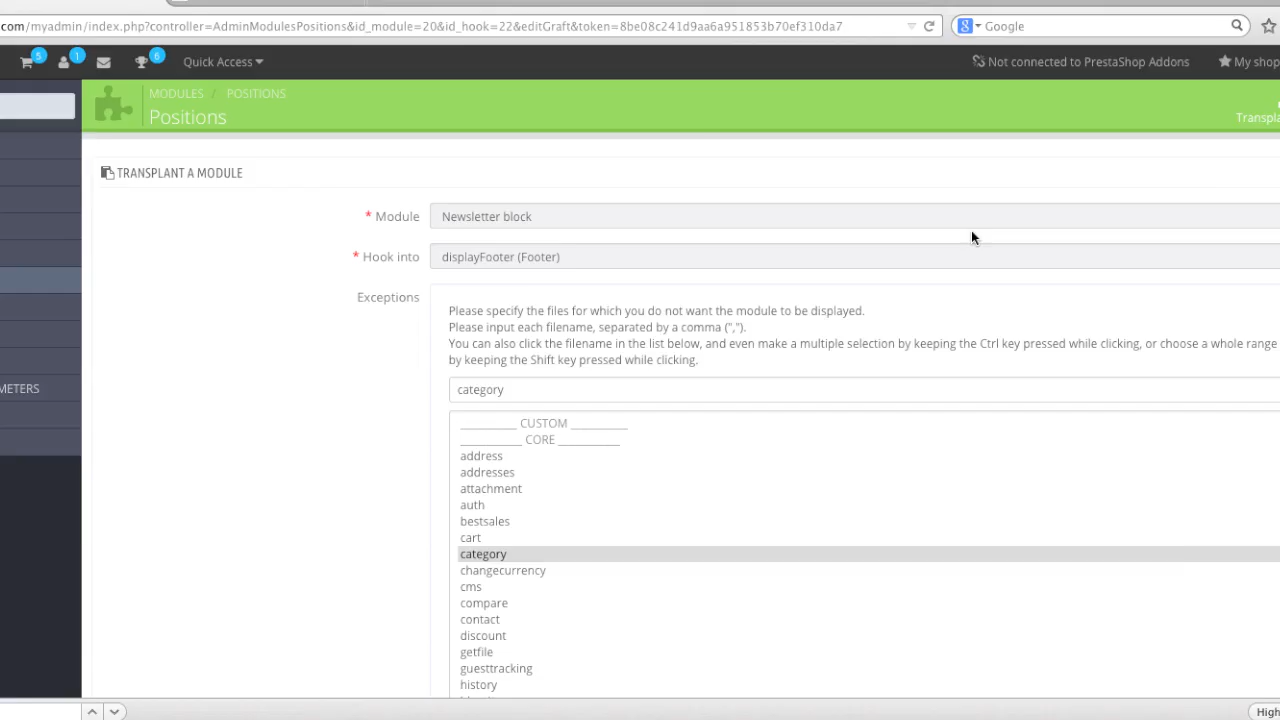 com/myadmin/index.php?controller=AdminModulesPositions&id_module=20&id_hook=22&editGraft&token=8be08c241d9aa6a951853b70ef310da7
Google
5 1 6 Quick Access
Not connected to PrestaShop Addons My shop
MODULES / POSITIONS
Positions
Transpla
TRANSPLANT A MODULE
* Module Newsletter block
* Hook into displayFooter (Footer)
Exceptions
Please specify the files for which you do not want the module to be displayed.
Please input each filename, separated by a comma (",").
You can also click the filename in the list below, and even make a multiple selection by keeping the Ctrl key pressed while clicking, or choose a whole range
by keeping the Shift key pressed while clicking.
category
METERS
___________ CUSTOM ___________
____________ CORE ____________
address
addresses
attachment
auth
bestsales
cart
category
changecurrency
cms
compare
contact
discount
getfile
guesttracking
history
High